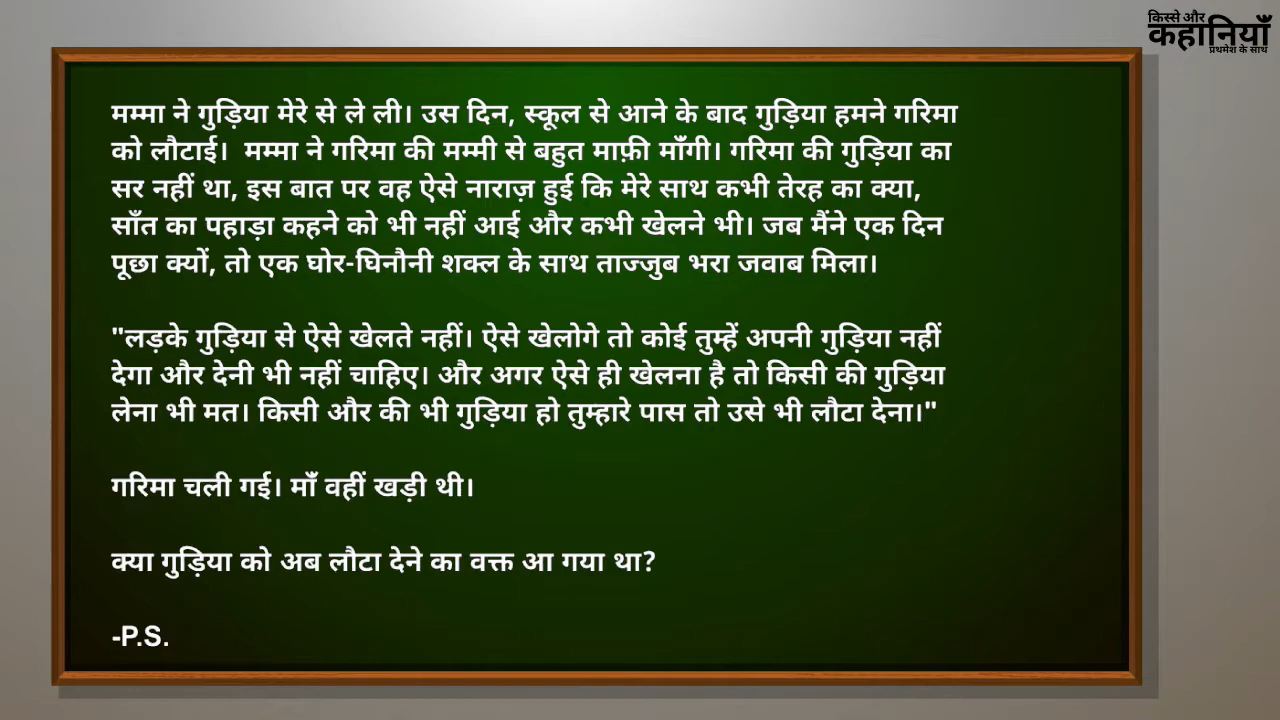 किस्से और
कहानियाँ
प्रथमेश के साथ
मम्मा ने गुड़िया मेरे से ले ली। उस दिन, स्कूल से आने के बाद गुड़िया हमने गरिमा
को लौटाई।  मम्मा ने गरिमा की मम्मी से बहुत माफ़ी माँगी। गरिमा की गुड़िया का
सर नहीं था, इस बात पर वह ऐसे नाराज़ हुई कि मेरे साथ कभी तेरह का क्या,
साँत का पहाड़ा कहने को भी नहीं आई और कभी खेलने भी। जब मैंने एक दिन
पूछा क्यों, तो एक घोर-घिनौनी शक्ल के साथ ताज्जुब भरा जवाब मिला।
"लड़के गुड़िया से ऐसे खेलते नहीं। ऐसे खेलोगे तो कोई तुम्हें अपनी गुड़िया नहीं
देगा और देनी भी नहीं चाहिए। और अगर ऐसे ही खेलना है तो किसी की गुड़िया
लेना भी मत। किसी और की भी गुड़िया हो तुम्हारे पास तो उसे भी लौटा देना।"
गरिमा चली गई। माँ वहीं खड़ी थी।
क्या गुड़िया को अब लौटा देने का वक्त आ गया था?
-P.S.